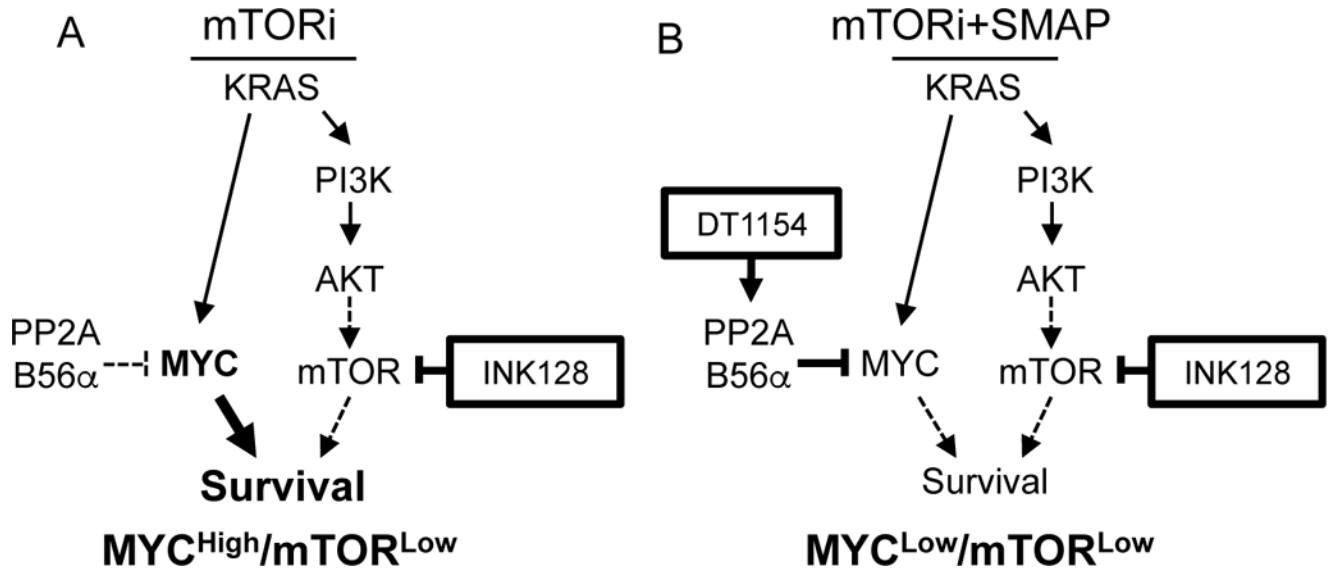 A
mTORi
KRAS
PI3K
AKT
PP2A
B56α
MYC
mTOR
INK128
Survival
MYCHigh/mTORLow
B
mTORi+SMAP
KRAS
PI3K
DT1154
AKT
PP2A
B56α
MYC
mTOR
INK128
Survival
MYCLow/mTORLow